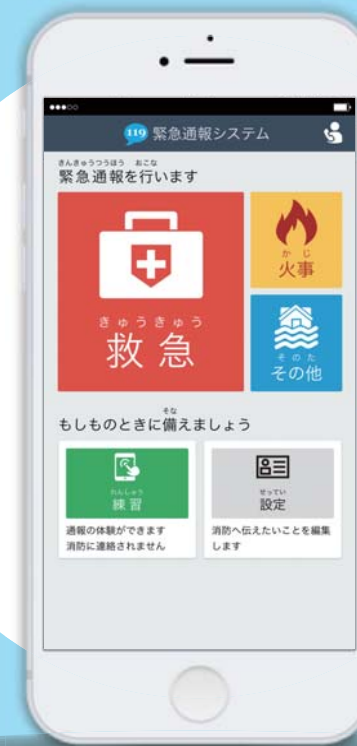 119 緊急通報システム
きんきゅうつうほう おこな
緊急通報を行います
きゅうきゅう
救急
かじ
火事
そのた
その他
そな
もしものときに備えましょう
れんしゅう
練習
通報の体験ができます
消防に連絡されません
せってい
設定
消防へ伝えたいことを編集
します